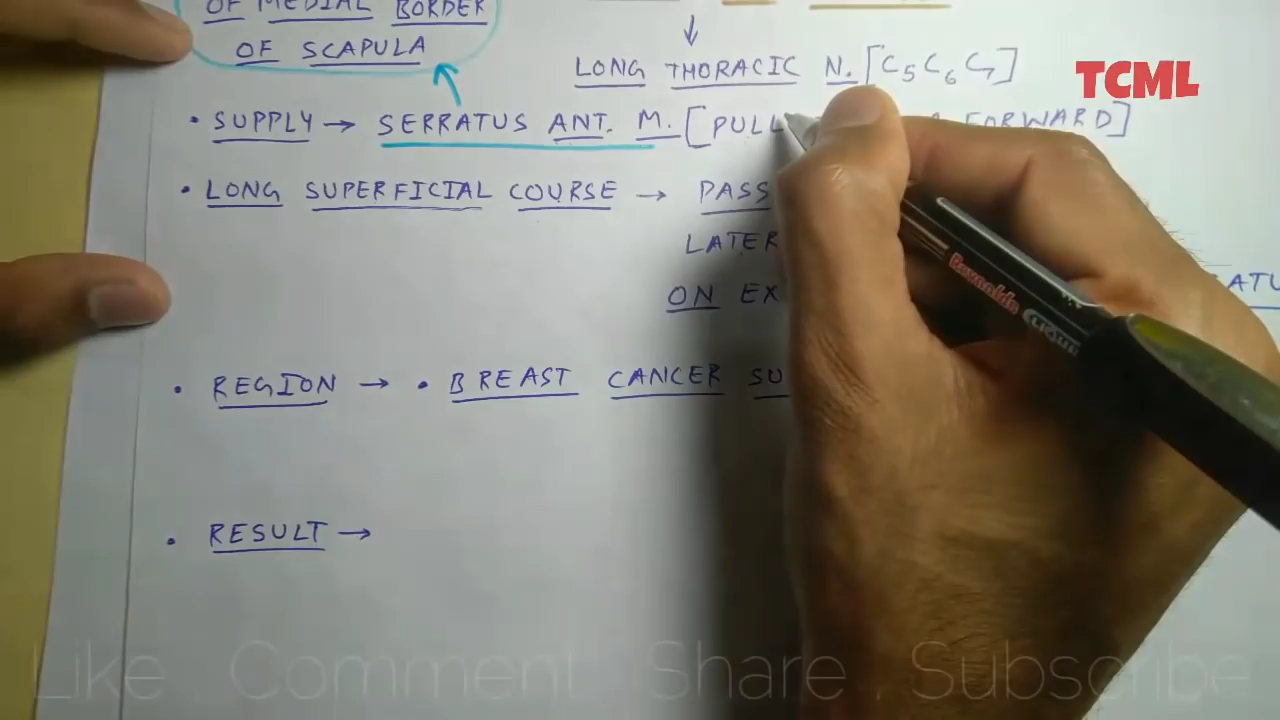 OF MEDIAL BORDER
OF SCAPULA
LONG THORACIC N. [C5 C6 C7]
TCML
• SUPPLY → SERRATUS ANT. M. [PULL FORWARD]
• LONG SUPERFICIAL COURSE → PASS
LATER
ON EX
• REGION → • BREAST CANCER SU
• RESULT →
Reynolds
Like . Comment . Share . Subscribe